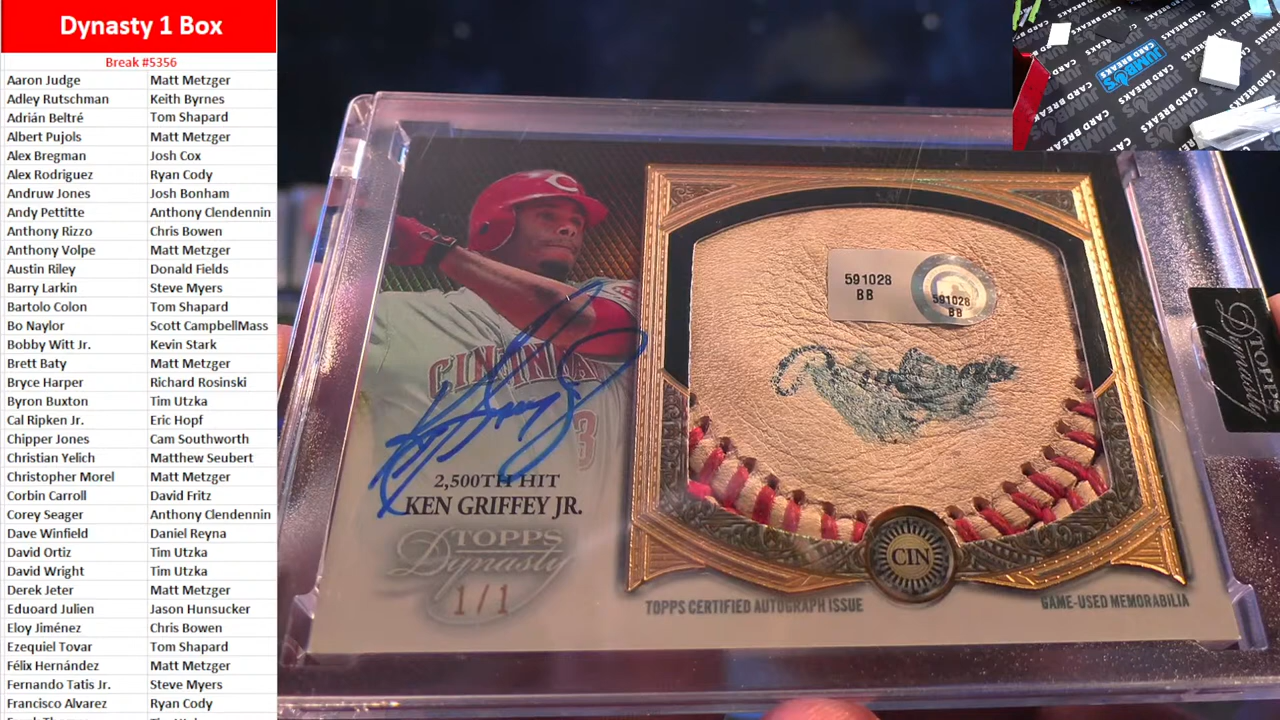 Dynasty 1 Box
Break #5356
Aaron Judge Matt Metzger
Adley Rutschman Keith Byrnes
Adrián Beltré Tom Shapard
Albert Pujols Matt Metzger
Alex Bregman Josh Cox
Alex Rodriguez Ryan Cody
Andruw Jones Josh Bonham
Andy Pettitte Anthony Clendennin
Anthony Rizzo Chris Bowen
Anthony Volpe Matt Metzger
Austin Riley Donald Fields
Barry Larkin Steve Myers
Bartolo Colon Tom Shapard
Bo Naylor Scott CampbellMass
Bobby Witt Jr. Kevin Stark
Brett Baty Matt Metzger
Bryce Harper Richard Rosinski
Byron Buxton Tim Utzka
Cal Ripken Jr. Eric Hopf
Chipper Jones Cam Southworth
Christian Yelich Matthew Seubert
Christopher Morel Matt Metzger
Corbin Carroll David Fritz
Corey Seager Anthony Clendennin
Dave Winfield Daniel Reyna
David Ortiz Tim Utzka
David Wright Tim Utzka
Derek Jeter Matt Metzger
Eduoard Julien Jason Hunsucker
Eloy Jiménez Chris Bowen
Ezequiel Tovar Tom Shapard
Félix Hernández Matt Metzger
Fernando Tatis Jr. Steve Myers
Francisco Alvarez Ryan Cody
CINCINNATI
3
2,500TH HIT
KEN GRIFFEY JR.
TOPPS
Dynasty
1/1
591028
BB
591028
BB
CIN
TOPPS CERTIFIED AUTOGRAPH ISSUE
GAME-USED MEMORABILIA
TOPPS
Dynasty
JUMBO'S
CARD BREAKS